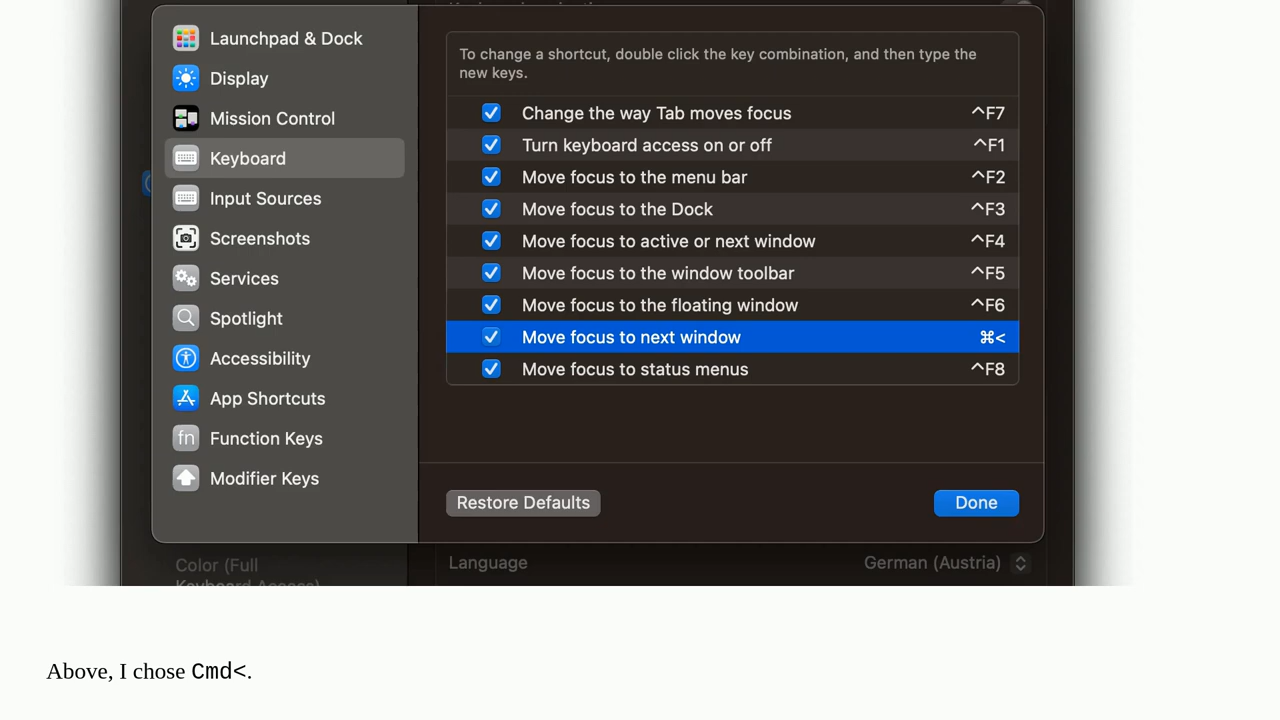 Launchpad & Dock
Display
Mission Control
Keyboard
Input Sources
Screenshots
Services
Spotlight
Accessibility
App Shortcuts
fn Function Keys
Modifier Keys
To change a shortcut, double click the key combination, and then type the
new keys.
Change the way Tab moves focus ^F7
Turn keyboard access on or off ^F1
Move focus to the menu bar ^F2
Move focus to the Dock ^F3
Move focus to active or next window ^F4
Move focus to the window toolbar ^F5
Move focus to the floating window ^F6
Move focus to next window ⌘<
Move focus to status menus ^F8
Restore Defaults Done
Color (Full
Keyboard Access)
Language German (Austria)
Above, I chose Cmd<.